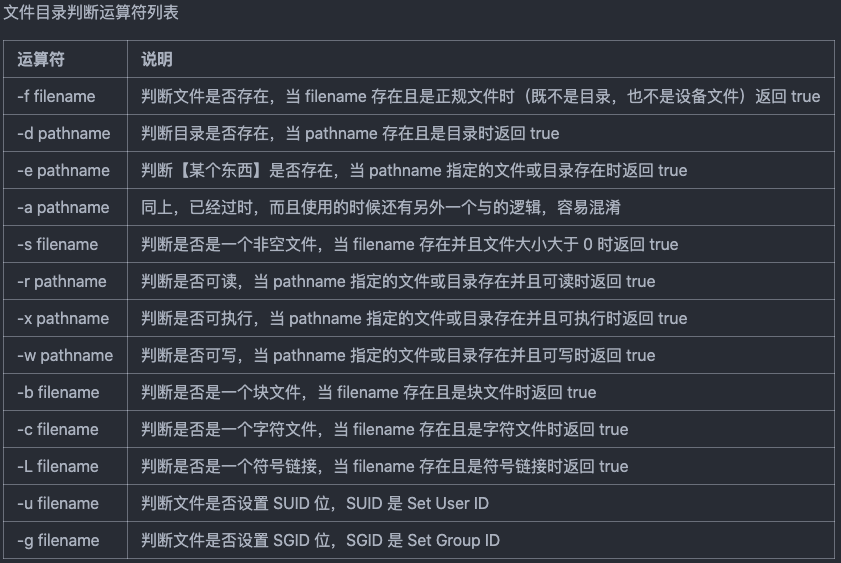 文件目录判断运算符列表
运算符 说明
-f filename 判断文件是否存在，当 filename 存在且是正规文件时（既不是目录，也不是设备文件）返回 true
-d pathname 判断目录是否存在，当 pathname 存在且是目录时返回 true
-e pathname 判断【某个东西】是否存在，当 pathname 指定的文件或目录存在时返回 true
-a pathname 同上，已经过时，而且使用的时候还有另外一个与的逻辑，容易混淆
-s filename 判断是否是一个非空文件，当 filename 存在并且文件大小大于 0 时返回 true
-r pathname 判断是否可读，当 pathname 指定的文件或目录存在并且可读时返回 true
-x pathname 判断是否可执行，当 pathname 指定的文件或目录存在并且可执行时返回 true
-w pathname 判断是否可写，当 pathname 指定的文件或目录存在并且可写时返回 true
-b filename 判断是否是一个块文件，当 filename 存在且是块文件时返回 true
-c filename 判断是否是一个字符文件，当 filename 存在且是字符文件时返回 true
-L filename 判断是否是一个符号链接，当 filename 存在且是符号链接时返回 true
-u filename 判断文件是否设置 SUID 位，SUID 是 Set User ID
-g filename 判断文件是否设置 SGID 位，SGID 是 Set Group ID